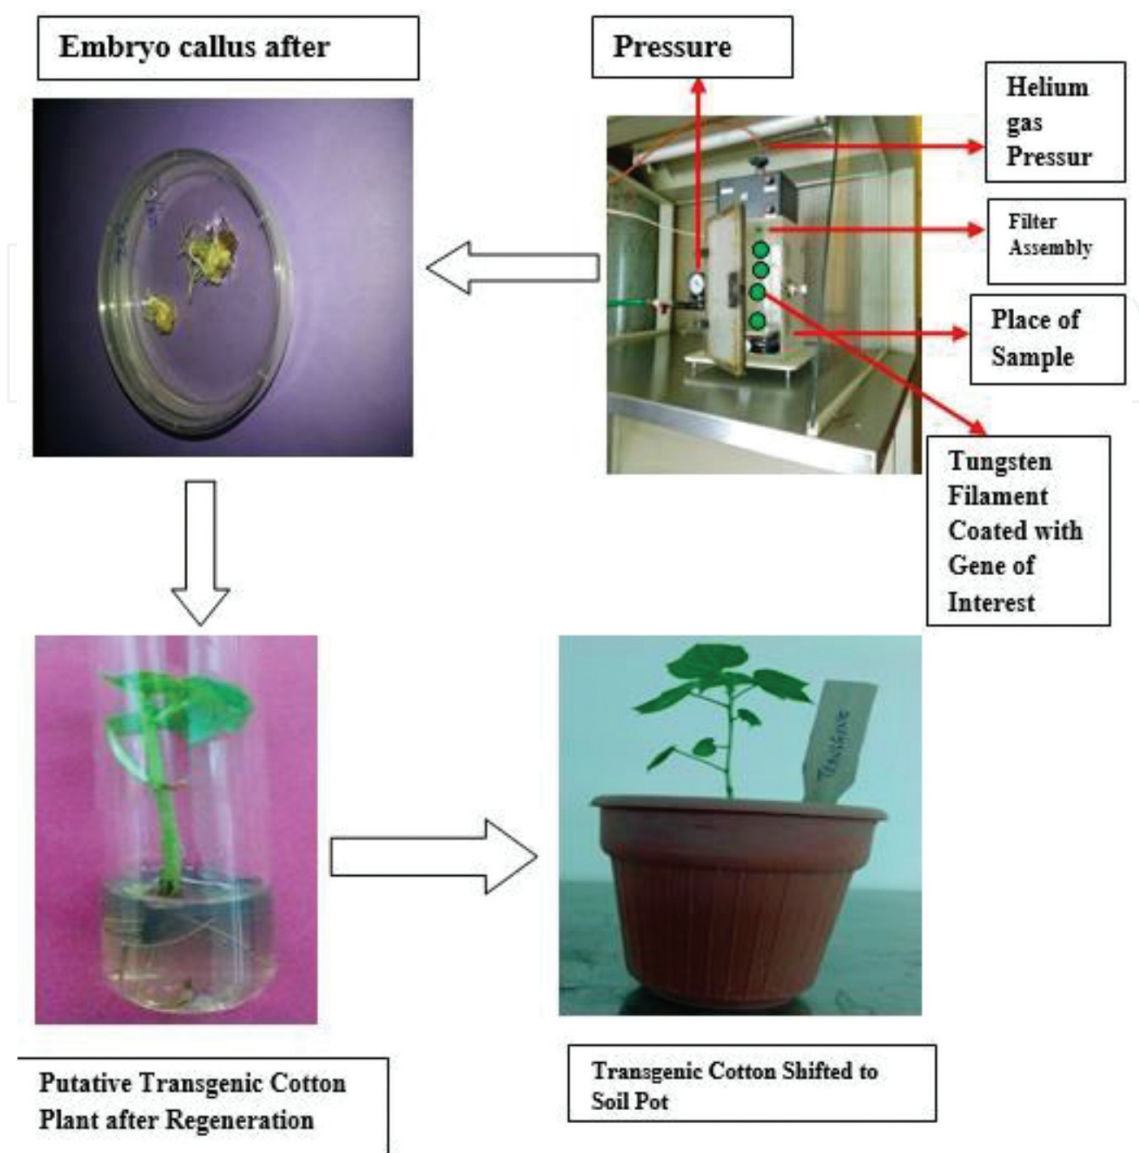 Embryo callus after
Pressure
Helium
gas
Pressur
Filter
Assembly
Place of
Sample
Tungsten
Filament
Coated with
Gene of
Interest
Transgenic
Putative Transgenic Cotton
Plant after Regeneration
Transgenic Cotton Shifted to
Soil Pot